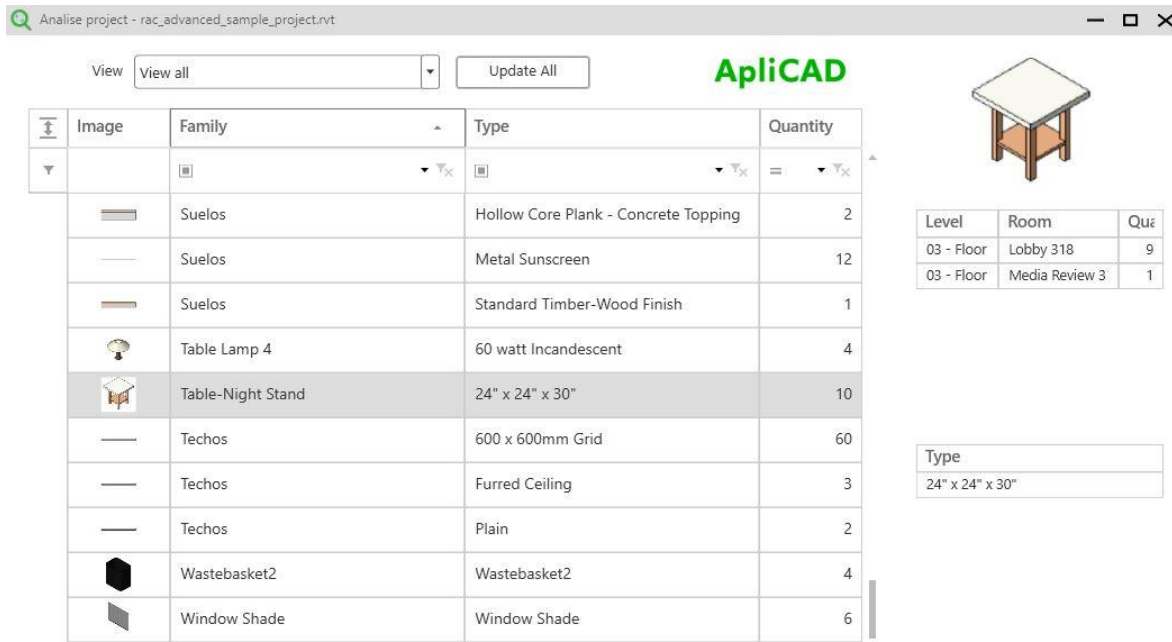 Analise project - rac_advanced_sample_project.rvt
View View all Update All ApliCAD
Image Family Type Quantity
=
Suelos Hollow Core Plank - Concrete Topping 2
Suelos Metal Sunscreen 12
Suelos Standard Timber-Wood Finish 1
Table Lamp 4 60 watt Incandescent 4
Table-Night Stand 24" x 24" x 30" 10
Techos 600 x 600mm Grid 60
Techos Furred Ceiling 3
Techos Plain 2
Wastebasket2 Wastebasket2 4
Window Shade Window Shade 6
Level Room Qua
03 - Floor Lobby 318 9
03 - Floor Media Review 3 1
Type
24" x 24" x 30"